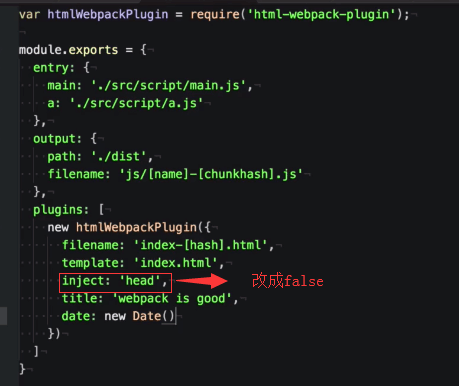 var htmlWebpackPlugin = require('html-webpack-plugin');
module.exports = {
entry: {
main: './src/script/main.js',
a: './src/script/a.js'
},
output: {
path: './dist',
filename: 'js/[name]-[chunkhash].js'
},
plugins: [
new htmlWebpackPlugin({
filename: 'index-[hash].html',
template: 'index.html',
inject: 'head', 改成false
title: 'webpack is good',
date: new Date()
})
]
}